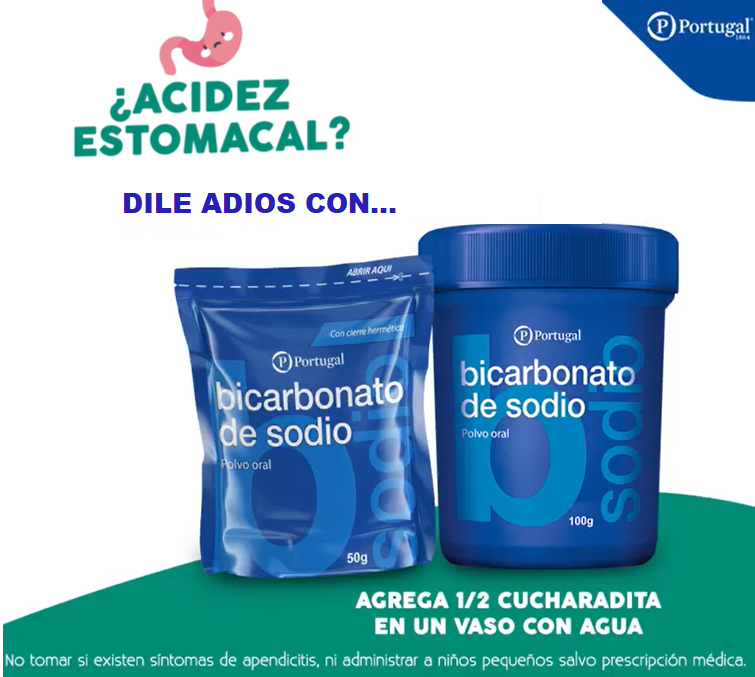 Portugal
1864
¿ACIDEZ
ESTOMACAL?
DILE ADIOS CON...
ABRIR AQUI
Con cierre hermético
Portugal
bicarbonato
de sodio
Polvo oral
sodio
50g
Portugal
bicarbonato
de sodio
Polvo oral
sodio
100g
AGREGA 1/2 CUCHARADITA
EN UN VASO CON AGUA
No tomar si existen síntomas de apendicitis, ni administrar a niños pequeños salvo prescripción médica.